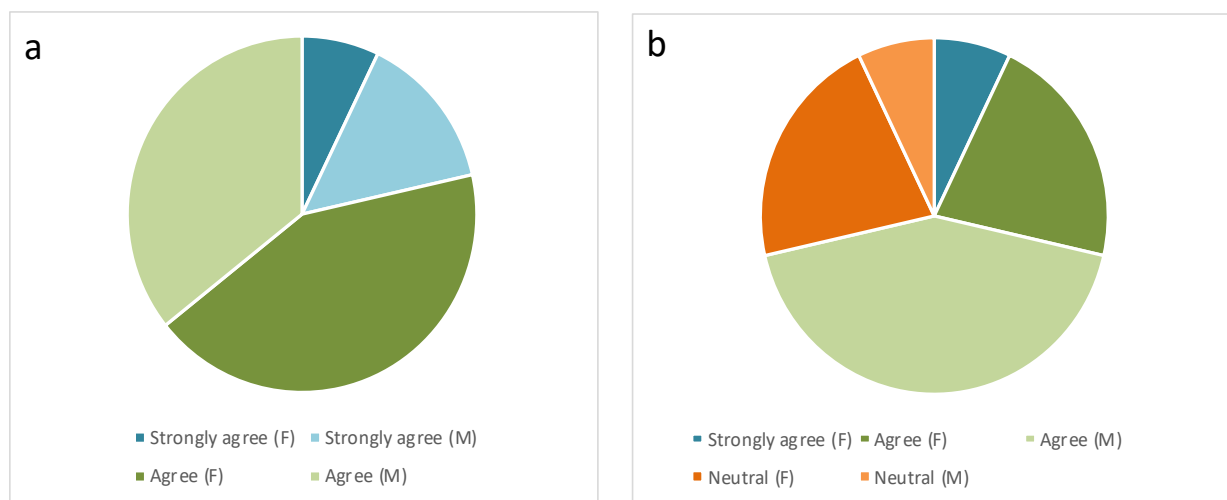 a
Strongly agree (F)
Strongly agree (M)
Agree (F)
Agree (M)
b
Strongly agree (F)
Agree (F)
Agree (M)
Neutral (F)
Neutral (M)